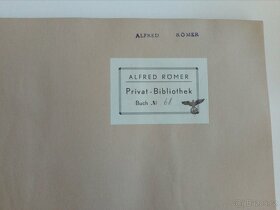 ALFRED RÖMER
ALFRED RÖMER
Privat-Bibliothek
Buch № 61